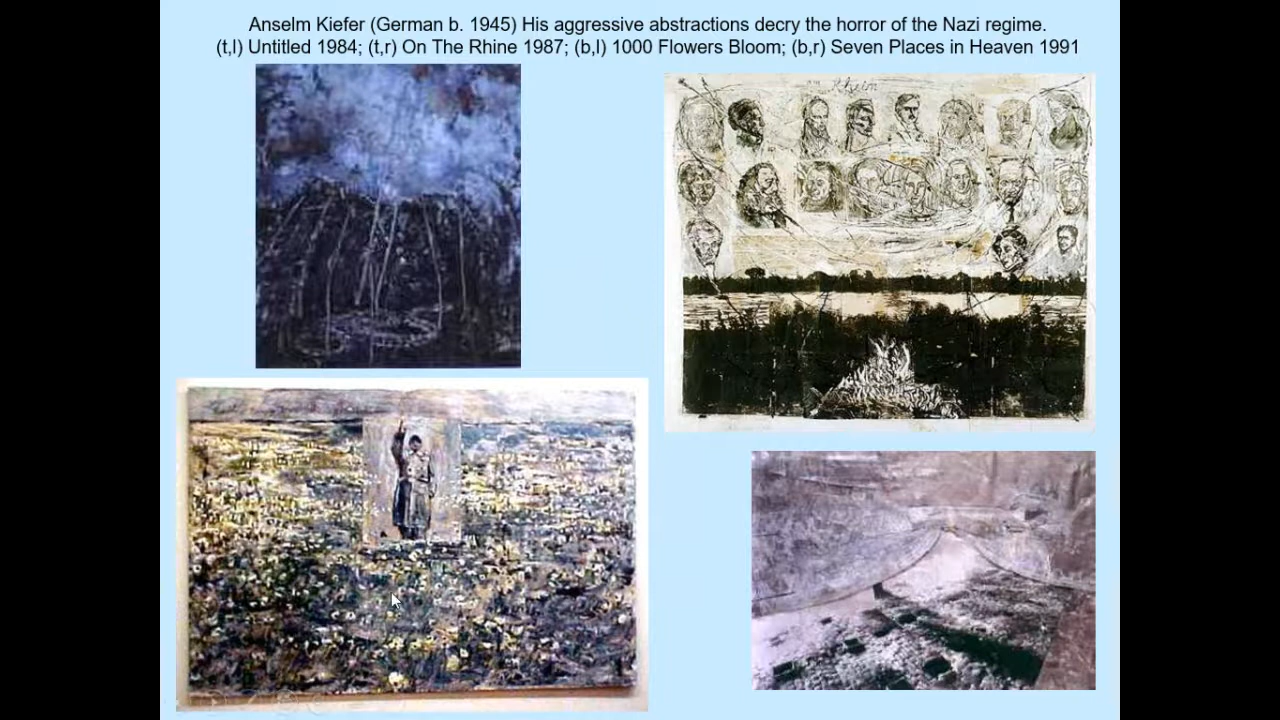 Anselm Kiefer (German b. 1945) His aggressive abstractions decry the horror of the Nazi regime.
(t,l) Untitled 1984; (t,r) On The Rhine 1987; (b,l) 1000 Flowers Bloom; (b,r) Seven Places in Heaven 1991
Rhein